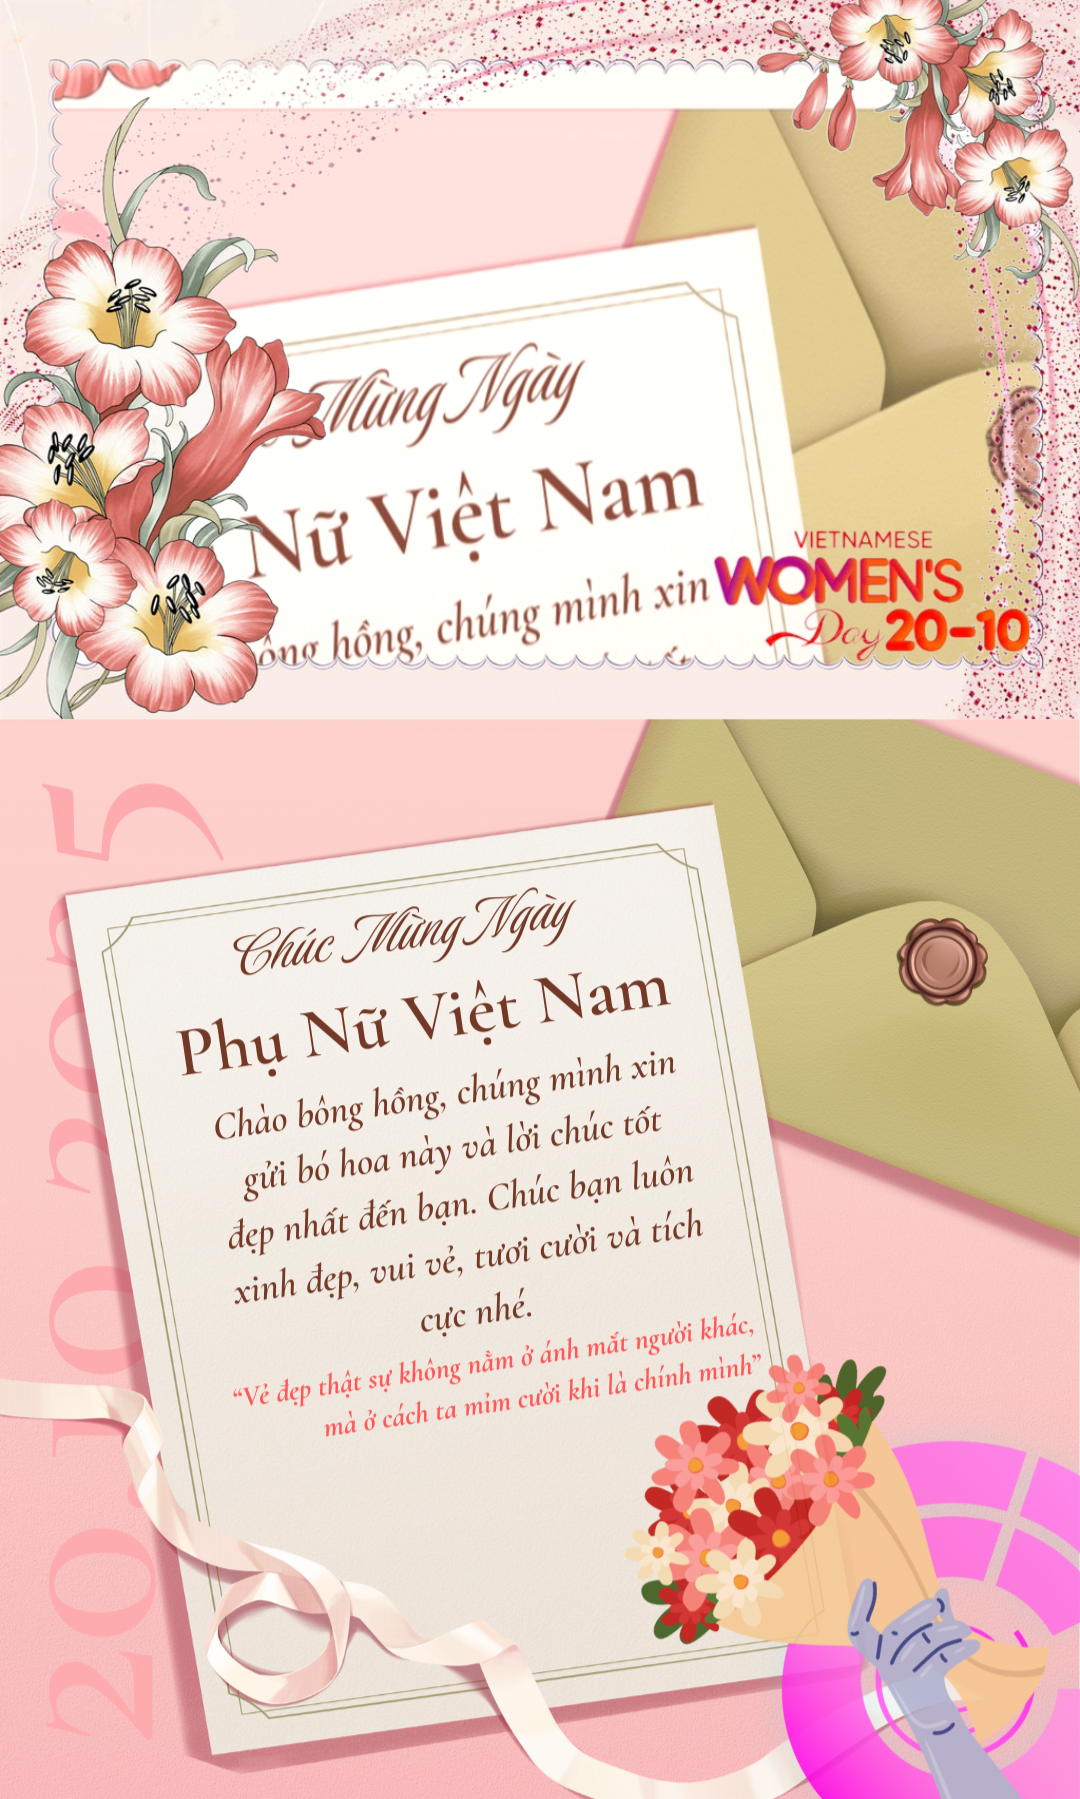 Mừng Ngày
Nữ Việt Nam
hồng, chúng mình xin
VIETNAMESE
WOMEN'S
Day 20-10
20.10.2025
Chúc Mừng Ngày
Phụ Nữ Việt Nam
Chào bông hồng, chúng mình xin
gửi bó hoa này và lời chúc tốt
đẹp nhất đến bạn. Chúc bạn luôn
xinh đẹp, vui vẻ, tươi cười và tích
cực nhé.
“Vẻ đẹp thật sự không nằm ở ánh mắt người khác,
mà ở cách ta mỉm cười khi là chính mình”